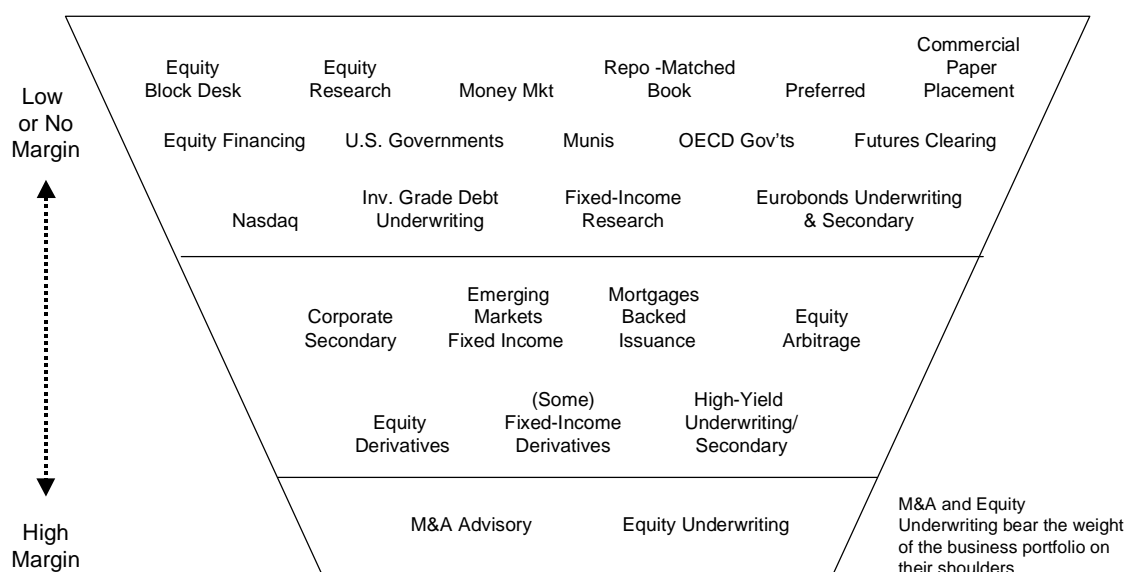 Commercial
Paper
Placement
Equity
Block Desk
Equity
Research
Money Mkt
Repo -Matched
Book
Preferred
Low
or No
Margin
Equity Financing
U.S. Governments
Munis
OECD Gov'ts
Futures Clearing
Nasdaq
Inv. Grade Debt
Underwriting
Fixed-Income
Research
Eurobonds Underwriting
& Secondary
Corporate
Secondary
Emerging
Markets
Fixed Income
Mortgages
Backed
Issuance
Equity
Arbitrage
Equity
Derivatives
(Some)
Fixed-Income
Derivatives
High-Yield
Underwriting/
Secondary
High
Margin
M&A Advisory
Equity Underwriting
M&A and Equity
Underwriting bear the weight
of the business portfolio on
their shoulders